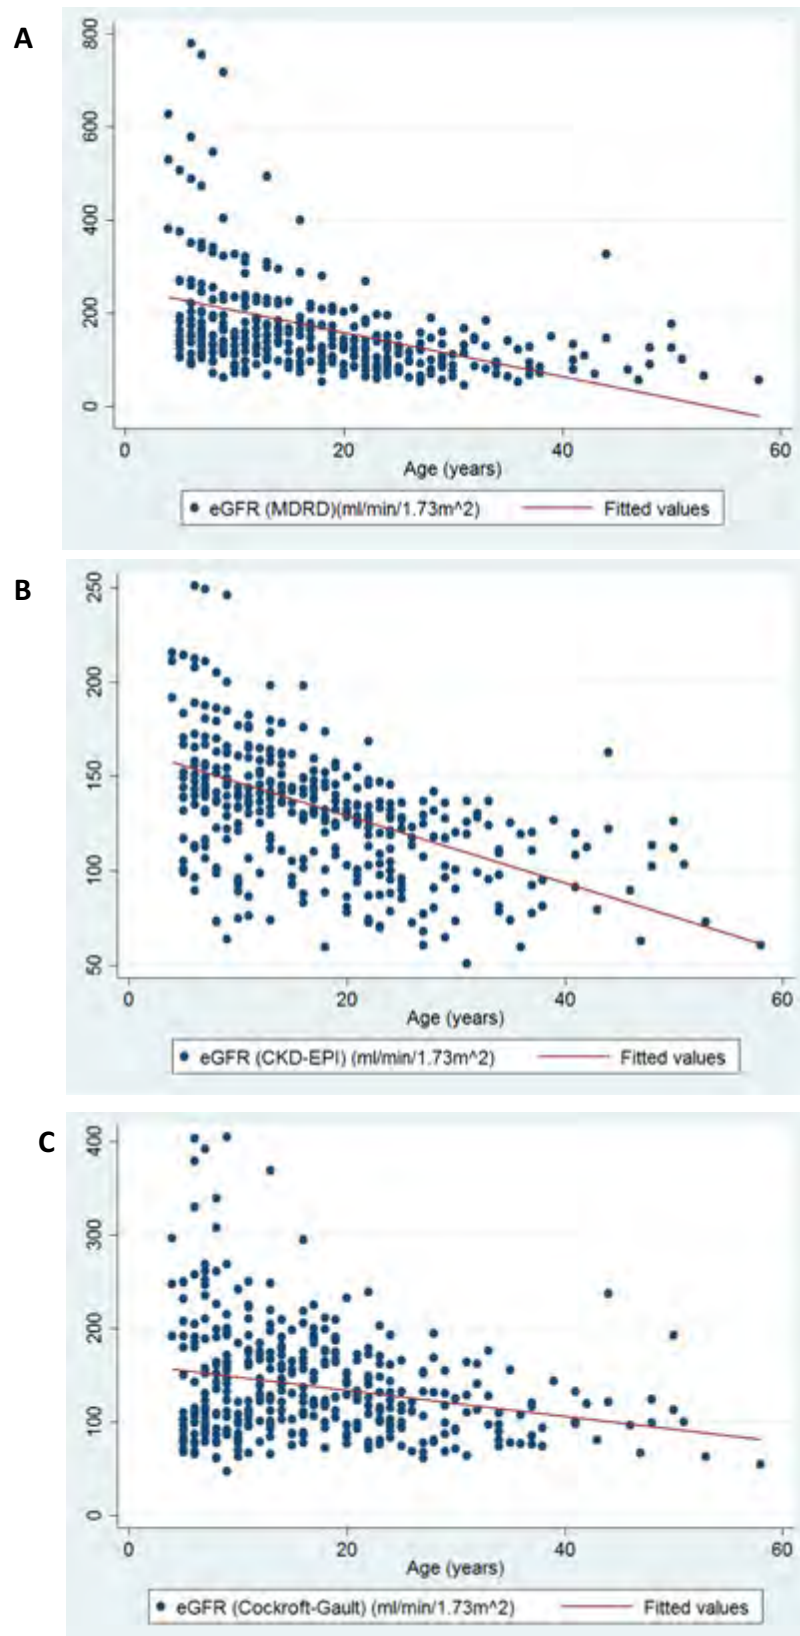 A
800
600
400
200
0
0 20 40 60
Age (years)
eGFR (MDRD)(ml/min/1.73m^2) Fitted values
B
250
200
150
100
50
0 20 40 60
Age (years)
eGFR (CKD-EPI) (ml/min/1.73m^2) Fitted values
C
400
300
200
100
0
0 20 40 60
Age (years)
eGFR (Cockroft-Gault) (ml/min/1.73m^2) Fitted values